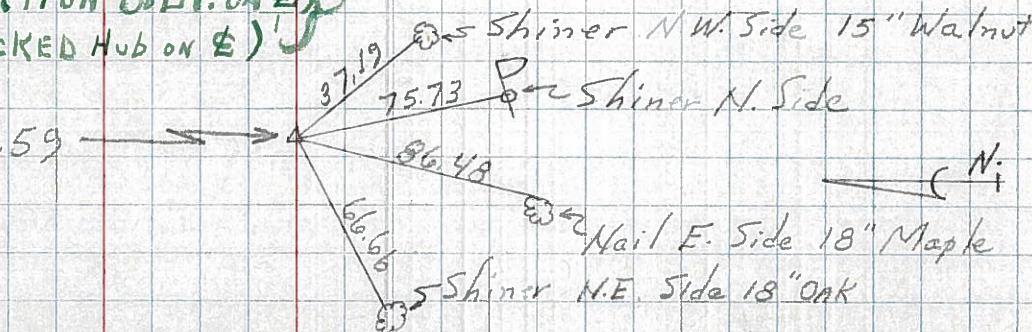 CKED Hub on ℄)
Shiner N.W. Side 15" Walnut
37.19
75.73
Shiner N. Side
.59
86.48
N.
Nail E. Side 18" Maple
66.66
Shiner N.E. Side 18" OAK